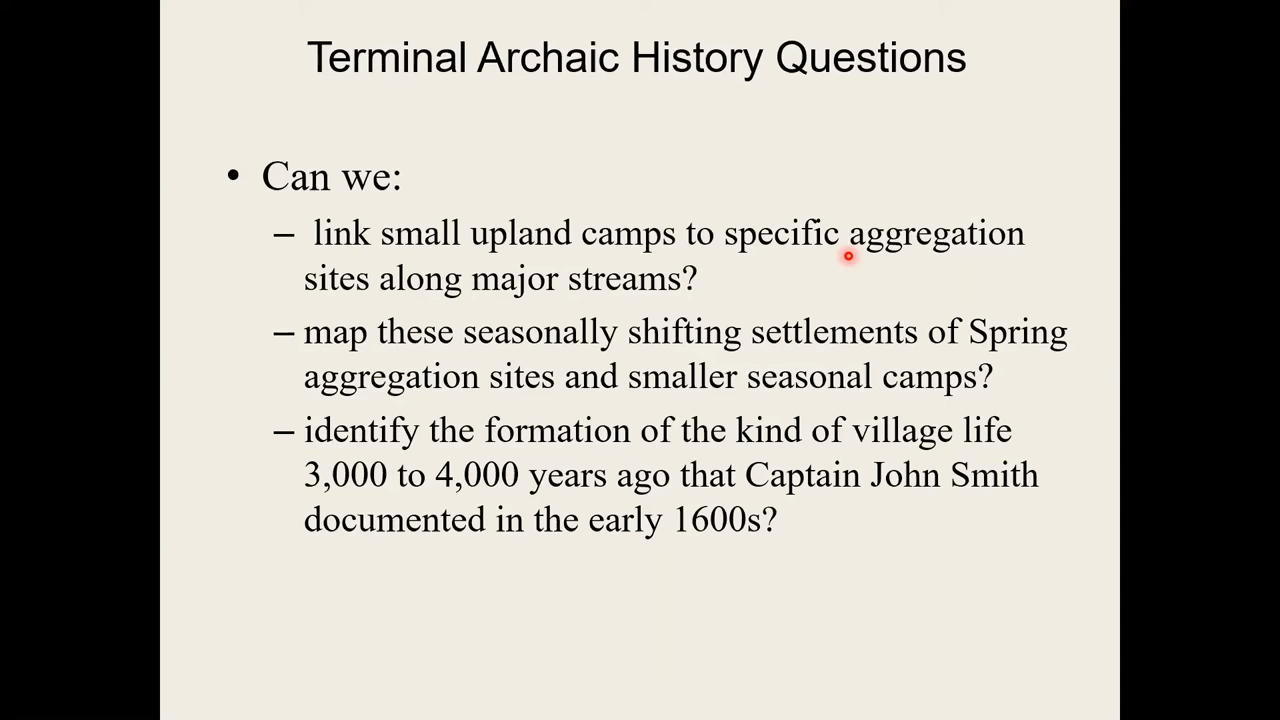 Terminal Archaic History Questions
• Can we:
– link small upland camps to specific aggregation
sites along major streams?
– map these seasonally shifting settlements of Spring
aggregation sites and smaller seasonal camps?
– identify the formation of the kind of village life
3,000 to 4,000 years ago that Captain John Smith
documented in the early 1600s?